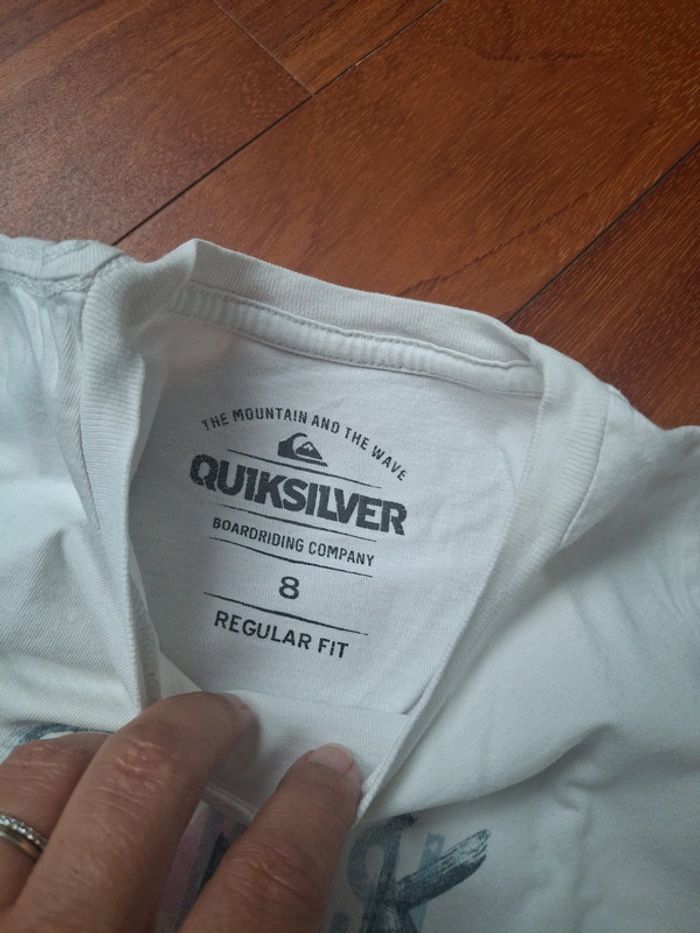 THE MOUNTAIN AND THE WAVE
QUIKSILVER
BOARDRIDING COMPANY
8
REGULAR FIT